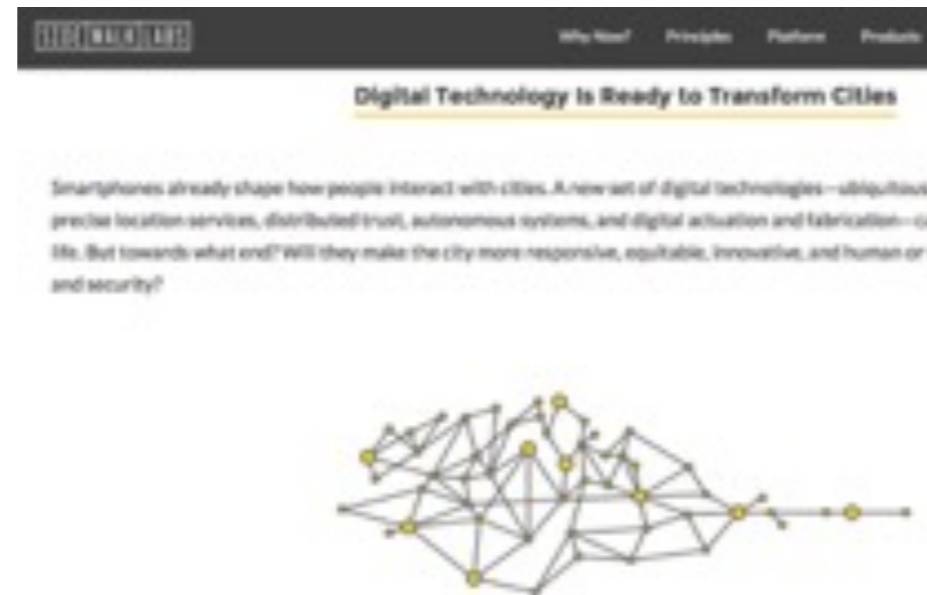 SIDE WALK LABS
Why Now? Principles Platform Products
Digital Technology Is Ready to Transform Cities
Smartphones already shape how people interact with cities. A new set of digital technologies—ubiquitous
precise location services, distributed trust, autonomous systems, and digital actuation and fabrication—
life. But towards what end? Will they make the city more responsive, equitable, innovative, and human or
and security?